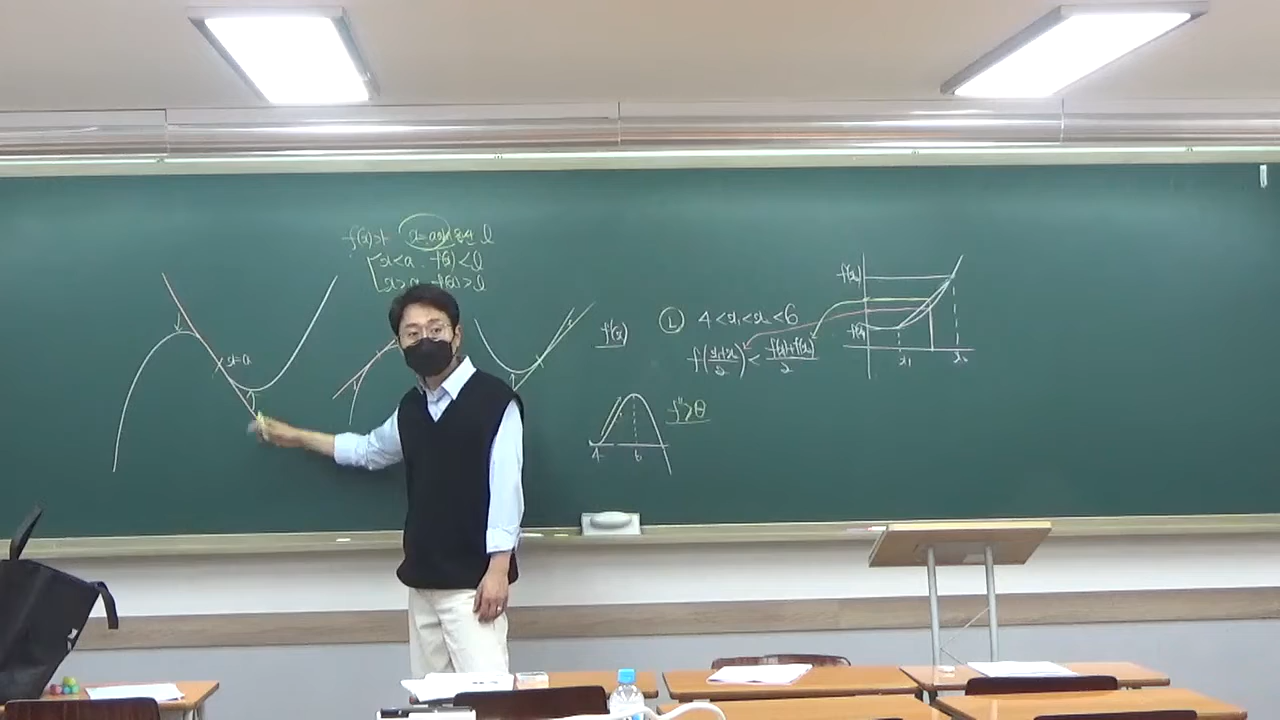 f(x)가 x=a에서 접선 l
x<a f(x)<l
x>a f(x)>l
x=a
f'(x)
ㄷ 4<x₁<x₂<6
f((x₁+x₂)/2) < (f(x₁)+f(x₂))/2
f''>0
4 6
f(x₂)
f(x₁)
x₁ x₂